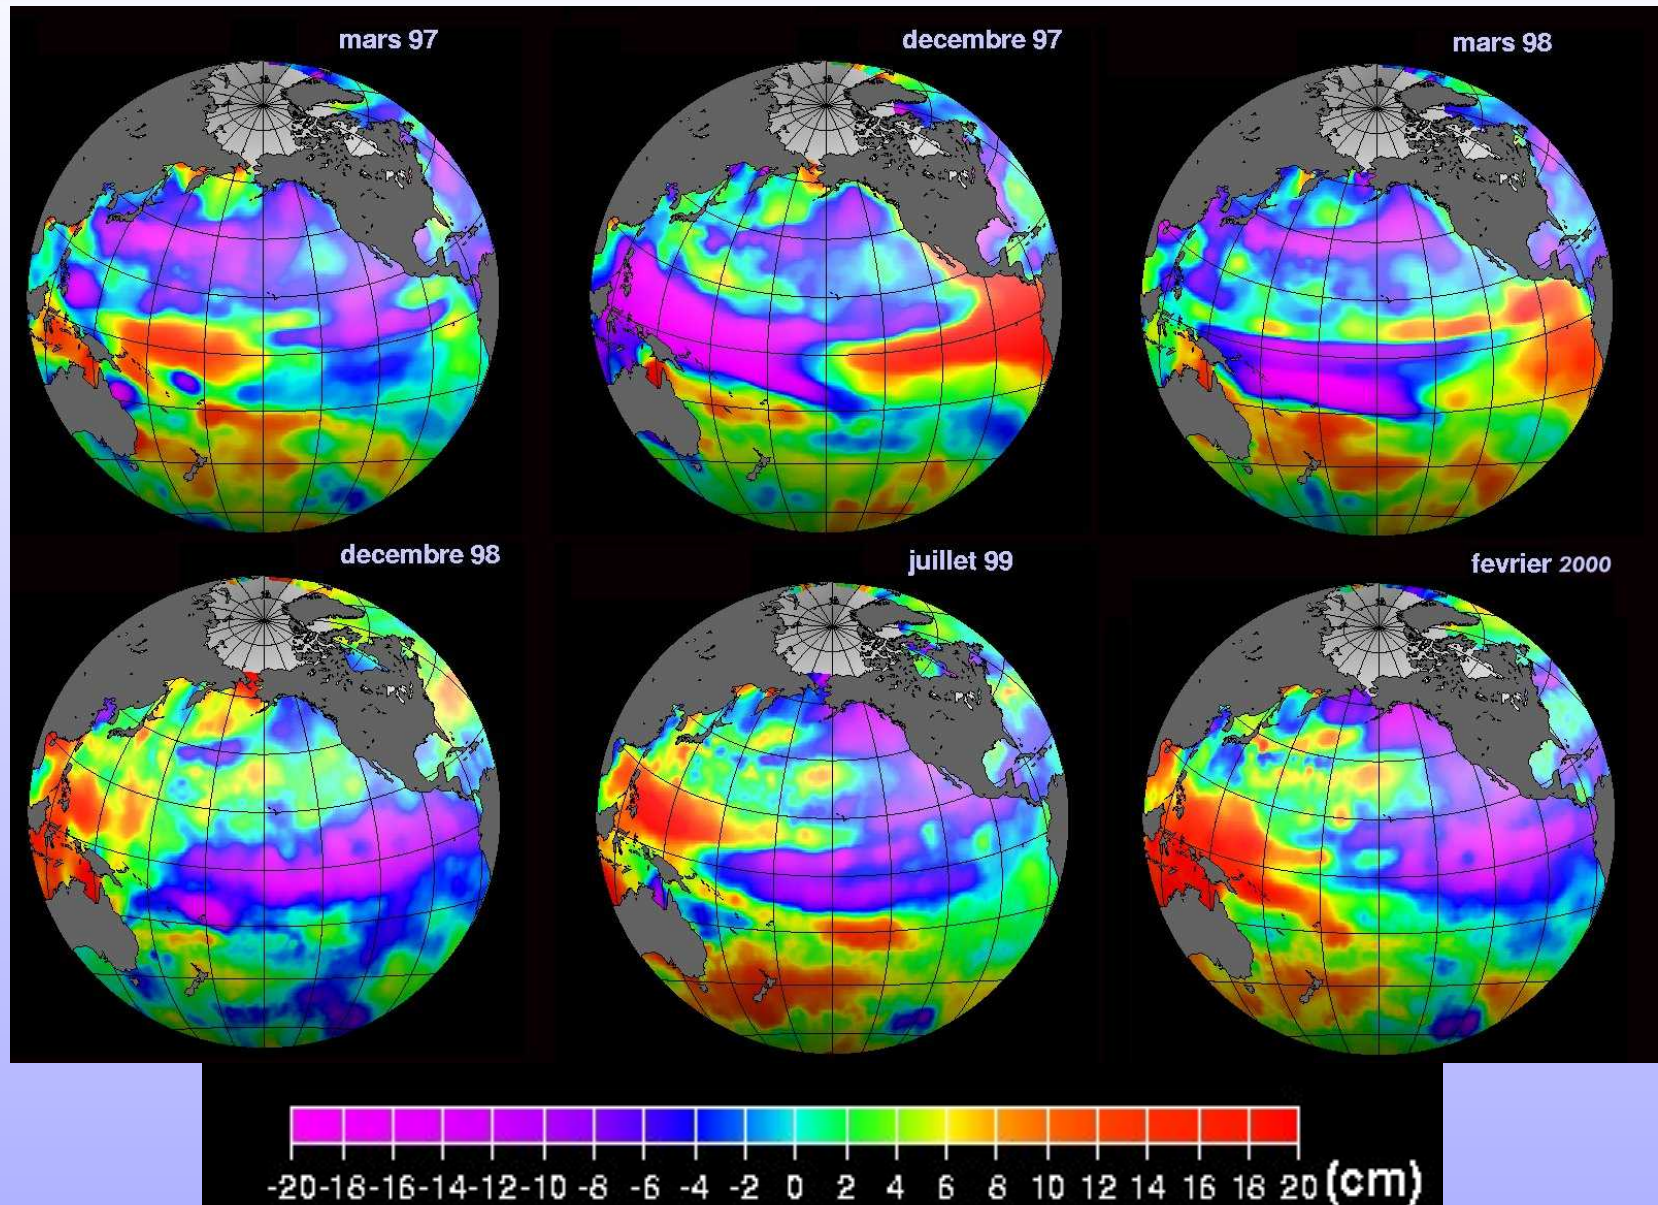 mars 97
decembre 97
mars 98
decembre 98
juillet 99
fevrier 2000
-20-18-16-14-12-10 -8 -6 -4 -2 0 2 4 6 8 10 12 14 16 18 20 (cm)